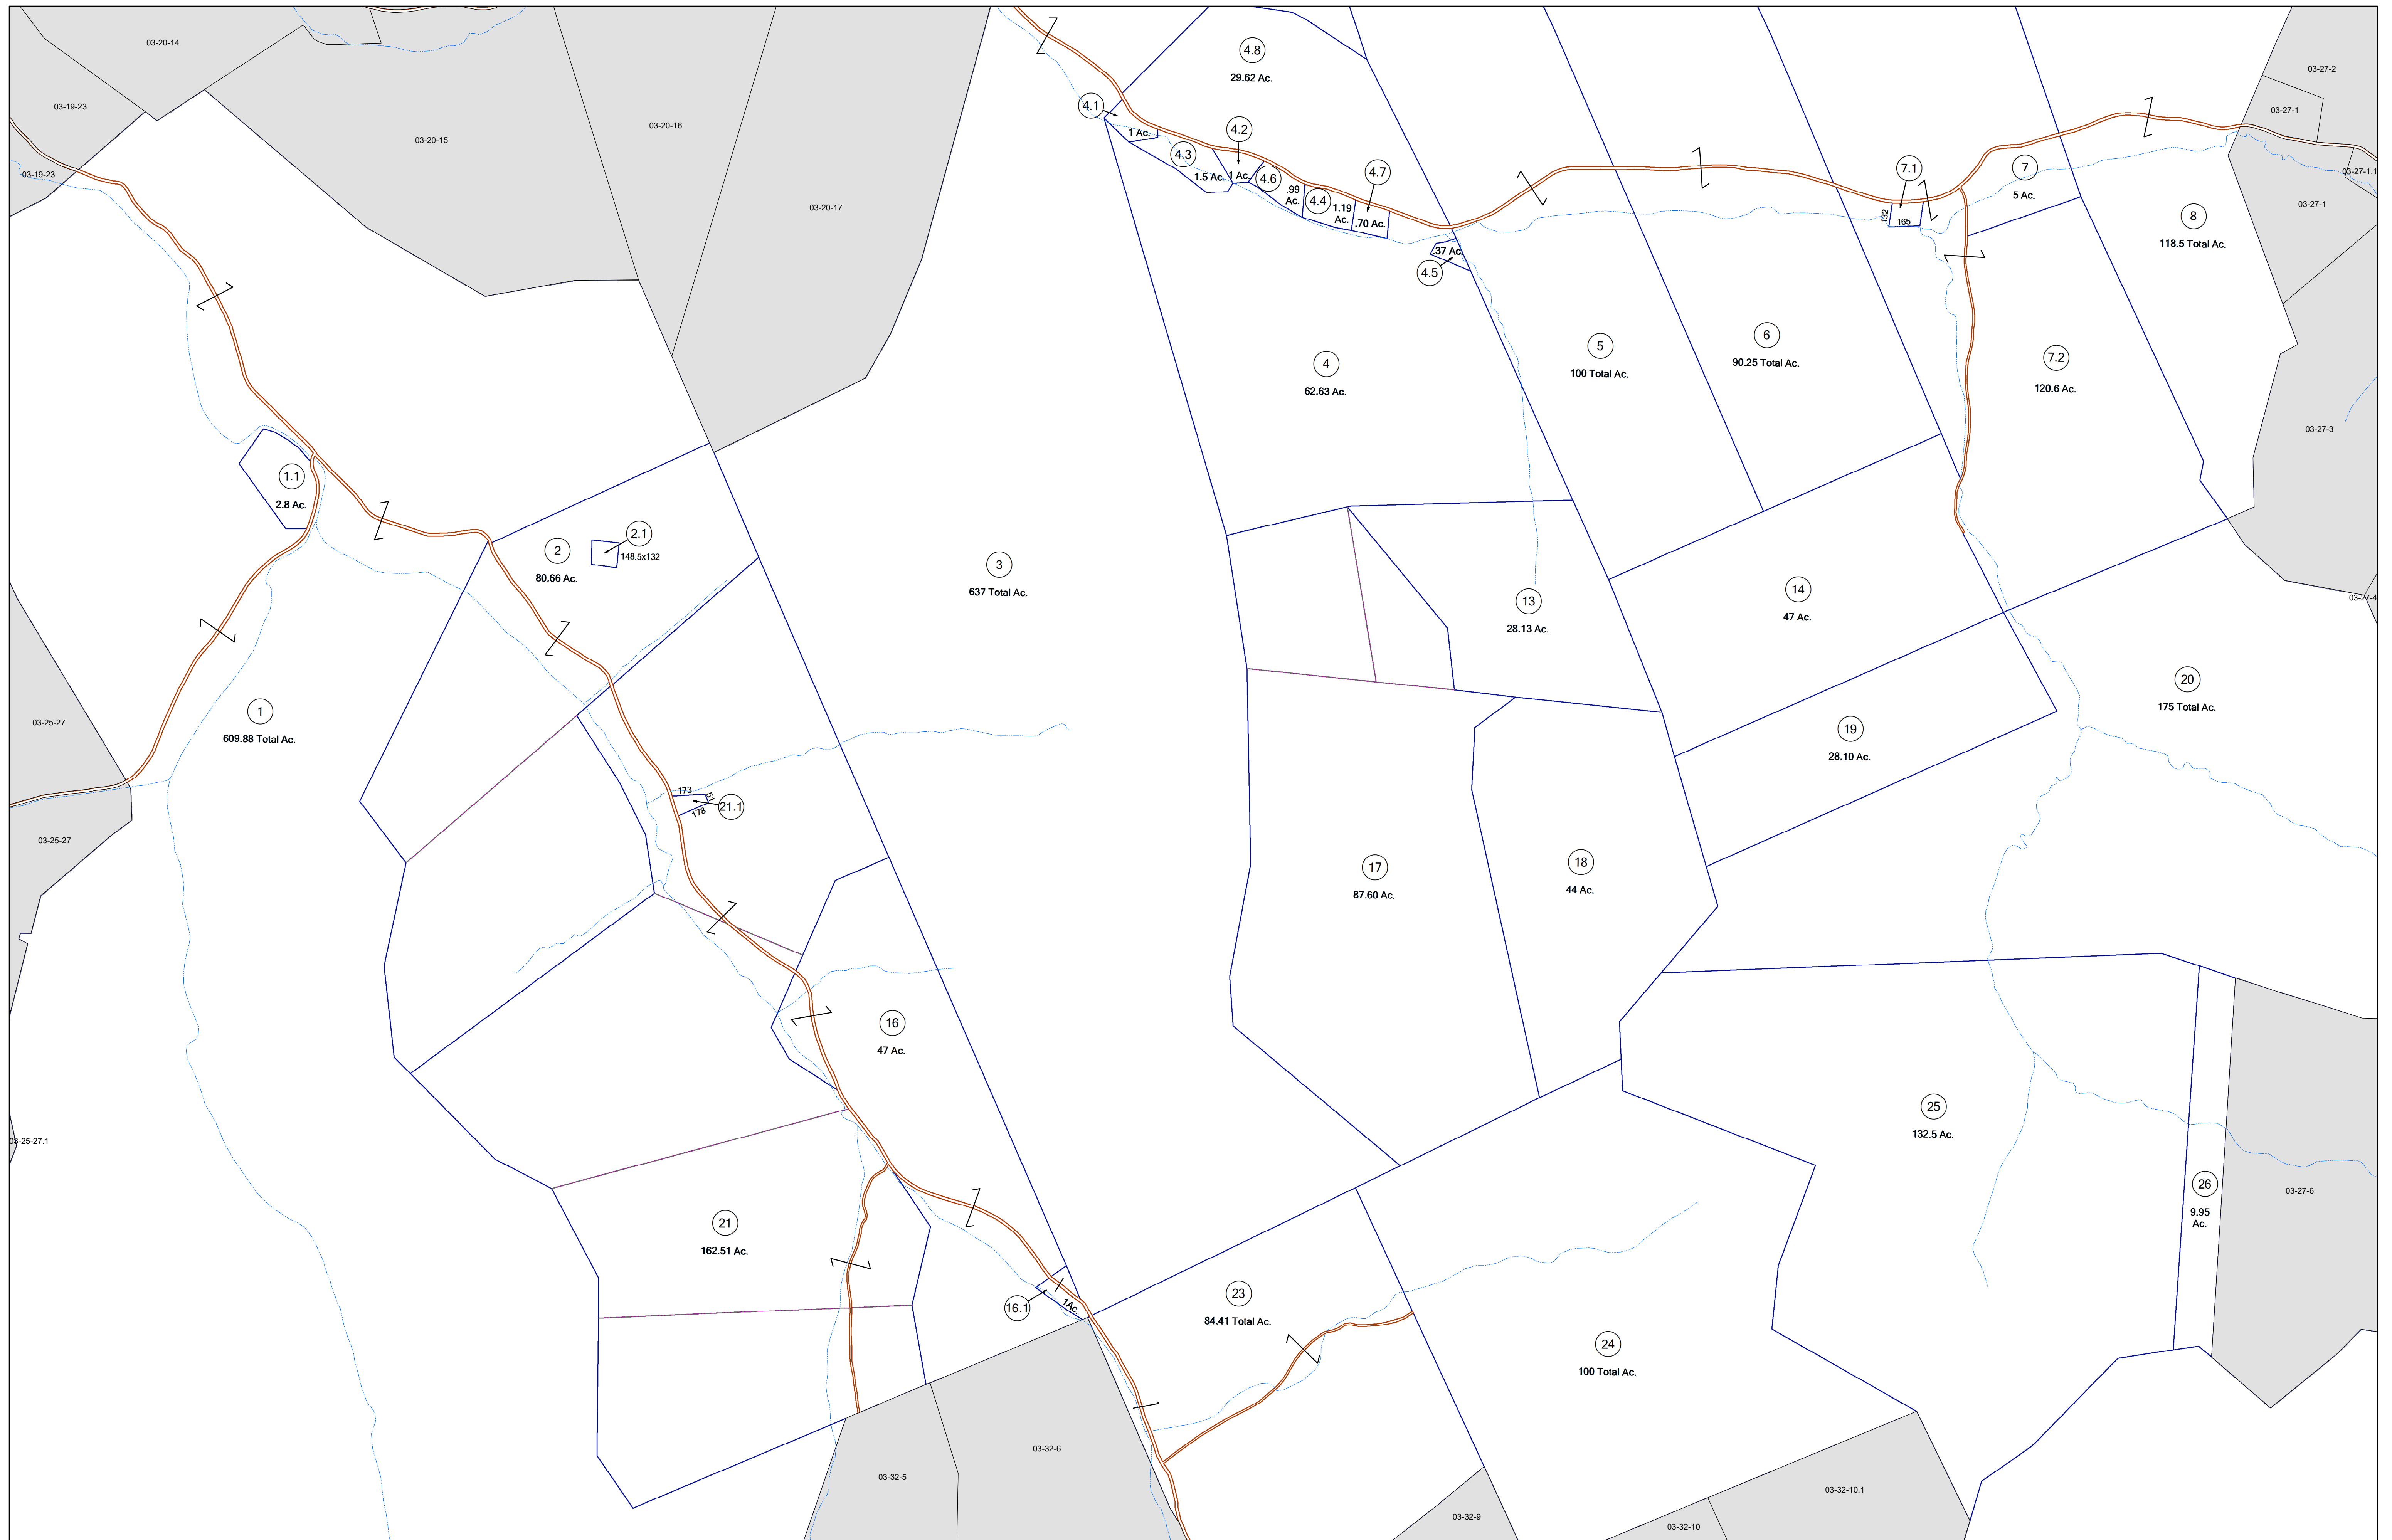 03-20-14
03-27-2
03-19-23
03-20-15
03-20-16
03-20-17
03-27-1
03-19-23
03-27-1.1
03-27-1
4.8
29.62 Ac.
4.1
1 Ac.
4.2
4.3
1.5 Ac.
1 Ac.
4.6
.99
Ac.
4.4
1.19
Ac.
4.7
.70 Ac.
.37 Ac.
4.5
7.1
132
165
7
5 Ac.
8
118.5 Total Ac.
4
62.63 Ac.
5
100 Total Ac.
6
90.25 Total Ac.
7.2
120.6 Ac.
03-27-3
1.1
2.8 Ac.
2
80.66 Ac.
2.1
148.5x132
3
637 Total Ac.
13
28.13 Ac.
14
47 Ac.
03-27-4
1
609.88 Total Ac.
03-25-27
03-25-27
20
175 Total Ac.
19
28.10 Ac.
173
51
178
21.1
17
87.60 Ac.
18
44 Ac.
16
47 Ac.
25
132.5 Ac.
26
9.95
Ac.
03-27-6
03-25-27.1
21
162.51 Ac.
16.1
1Ac.
23
84.41 Total Ac.
24
100 Total Ac.
03-32-5
03-32-6
03-32-9
03-32-10
03-32-10.1